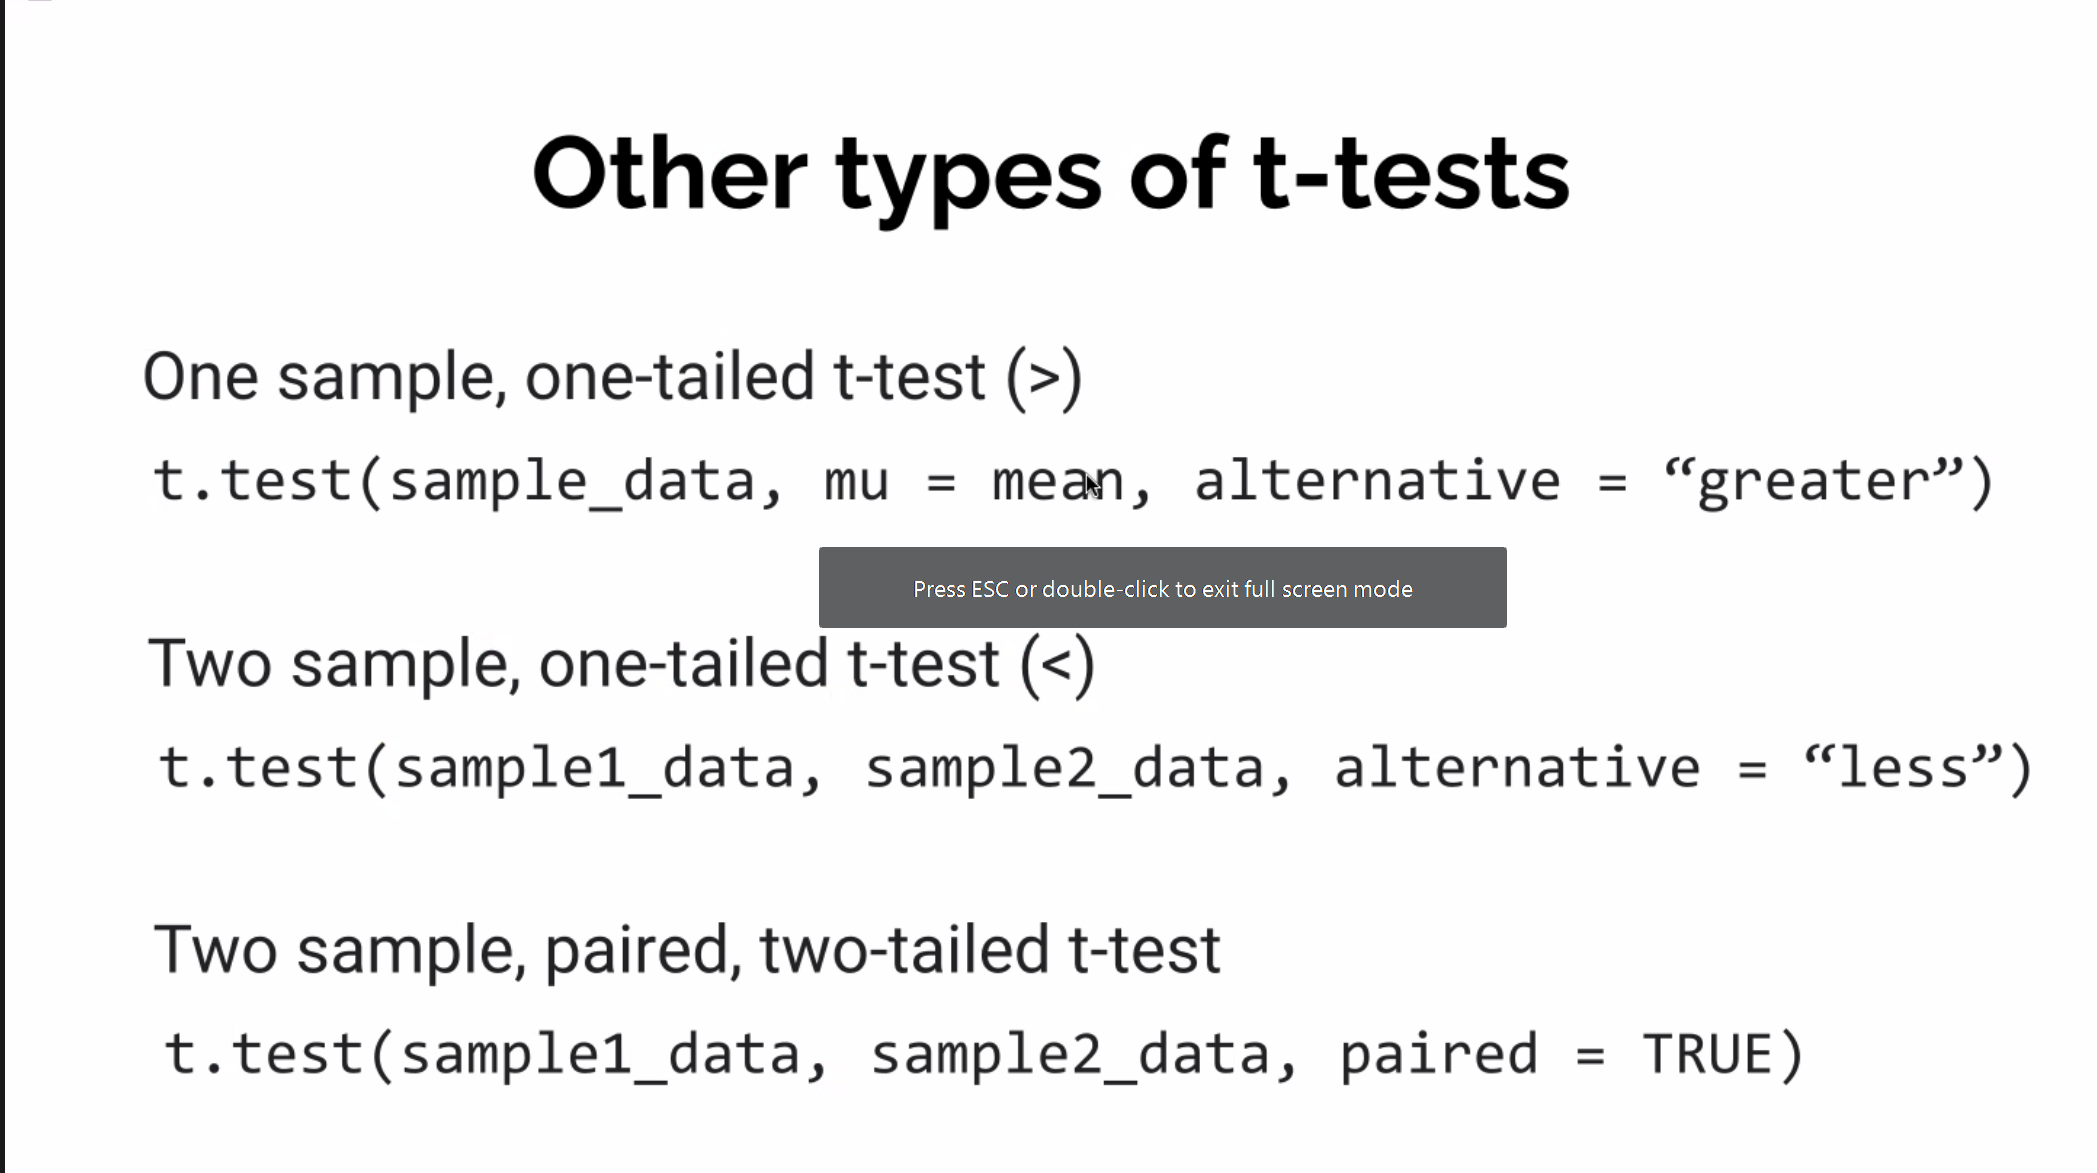 Other types of t-tests
One sample, one-tailed t-test (>)
t.test(sample_data, mu = mean, alternative = “greater”)
Press ESC or double-click to exit full screen mode
Two sample, one-tailed t-test (<)
t.test(sample1_data, sample2_data, alternative = “less”)
Two sample, paired, two-tailed t-test
t.test(sample1_data, sample2_data, paired = TRUE)